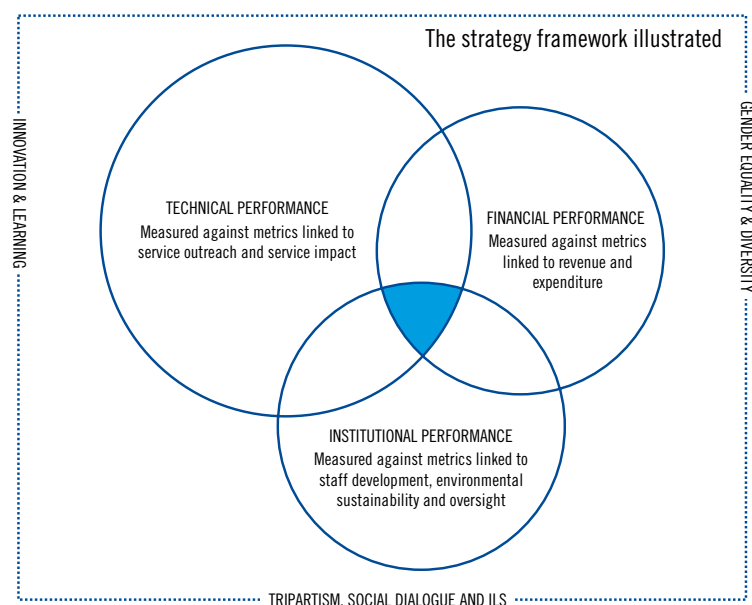 The strategy framework illustrated
INNOVATION & LEARNING
GENDER EQUALITY & DIVERSITY
TECHNICAL PERFORMANCE
Measured against metrics linked to
service outreach and service impact
FINANCIAL PERFORMANCE
Measured against metrics
linked to revenue and
expenditure
INSTITUTIONAL PERFORMANCE
Measured against metrics linked to
staff development, environmental
sustainability and oversight
TRIPARTISM, SOCIAL DIALOGUE AND ILS